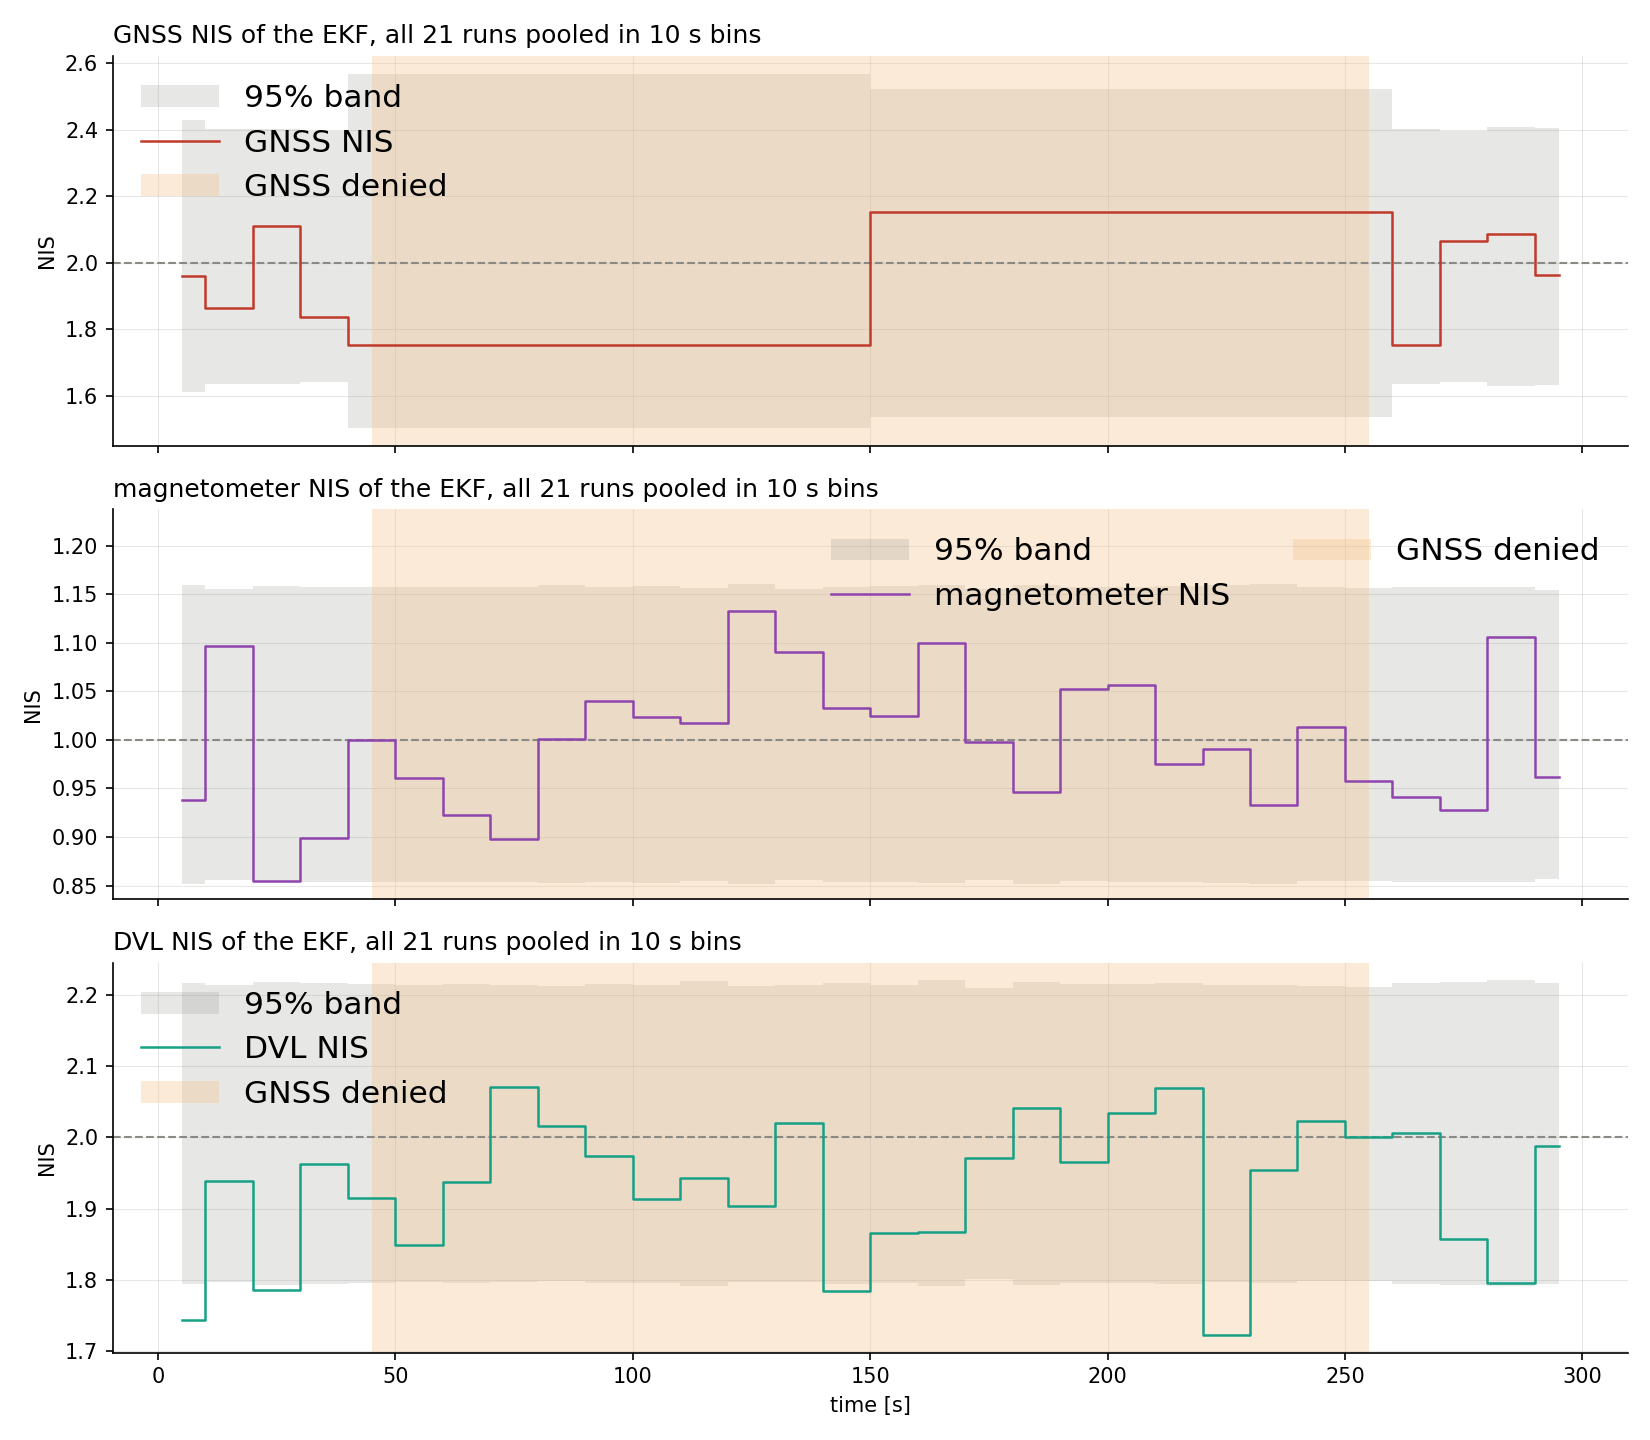 GNSS NIS of the EKF, all 21 runs pooled in 10 s bins
2.6
2.4
2.2
2.0
1.8
1.6
NIS
95% band
GNSS NIS
GNSS denied
magnetometer NIS of the EKF, all 21 runs pooled in 10 s bins
1.20
1.15
1.10
1.05
1.00
0.95
0.90
0.85
NIS
95% band
magnetometer NIS
GNSS denied
DVL NIS of the EKF, all 21 runs pooled in 10 s bins
2.2
2.1
2.0
1.9
1.8
1.7
NIS
95% band
DVL NIS
GNSS denied
0 50 100 150 200 250 300
time [s]